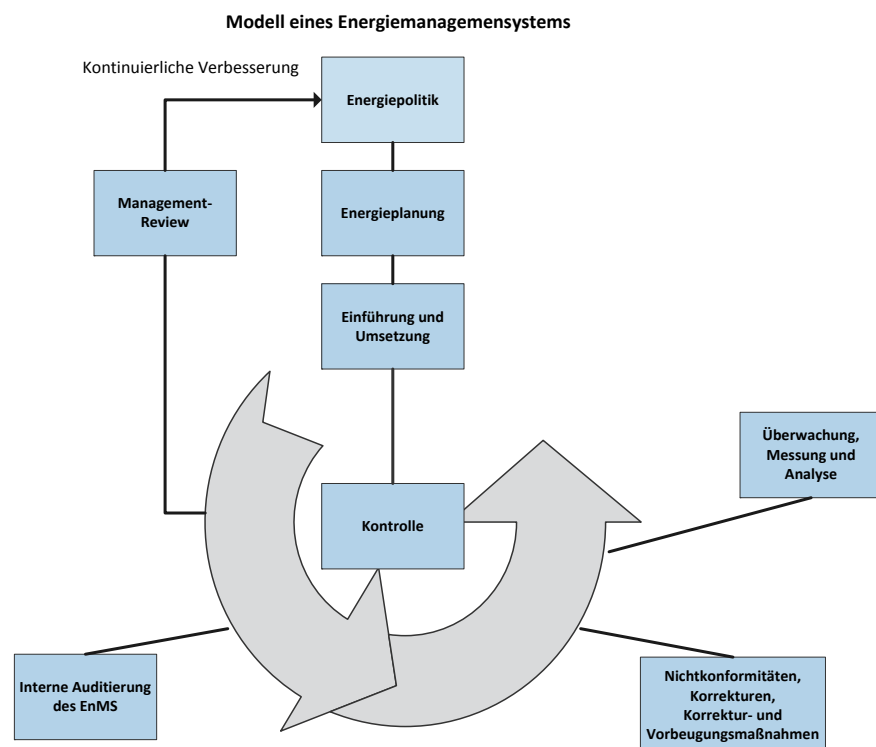 Modell eines Energiemanagemensystems
Kontinuierliche Verbesserung
Energiepolitik
Management-
Review
Energieplanung
Einführung und
Umsetzung
Überwachung,
Messung und
Analyse
Kontrolle
Interne Auditierung
des EnMS
Nichtkonformitäten,
Korrekturen,
Korrektur- und
Vorbeugungsmaßnahmen